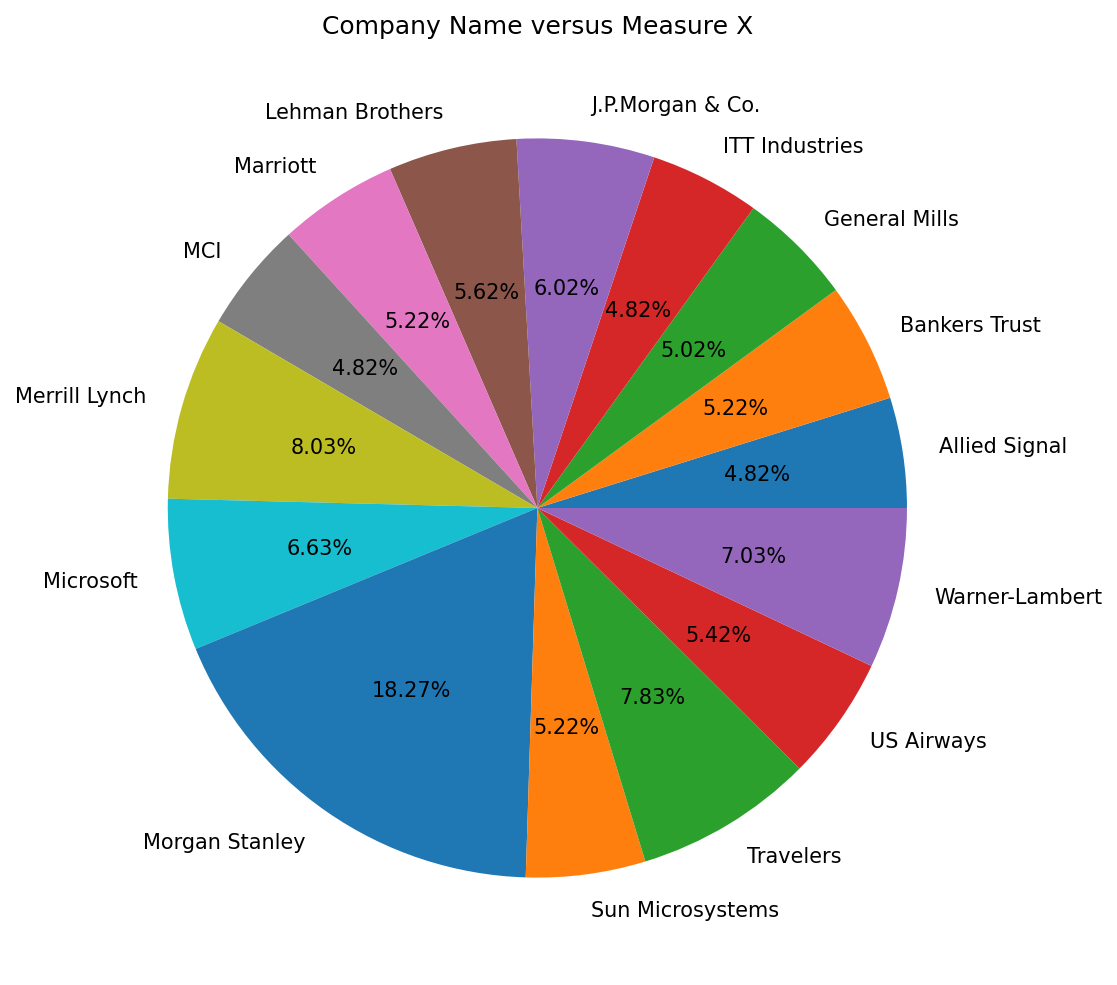 Company Name versus Measure X
J.P.Morgan & Co.
Lehman Brothers
ITT Industries
Marriott
General Mills
MCI
Bankers Trust
Merrill Lynch
Allied Signal
Microsoft
Warner-Lambert
US Airways
Morgan Stanley
Travelers
Sun Microsystems
6.02%
5.62%
4.82%
5.22%
5.02%
4.82%
5.22%
8.03%
4.82%
6.63%
7.03%
5.42%
18.27%
7.83%
5.22%